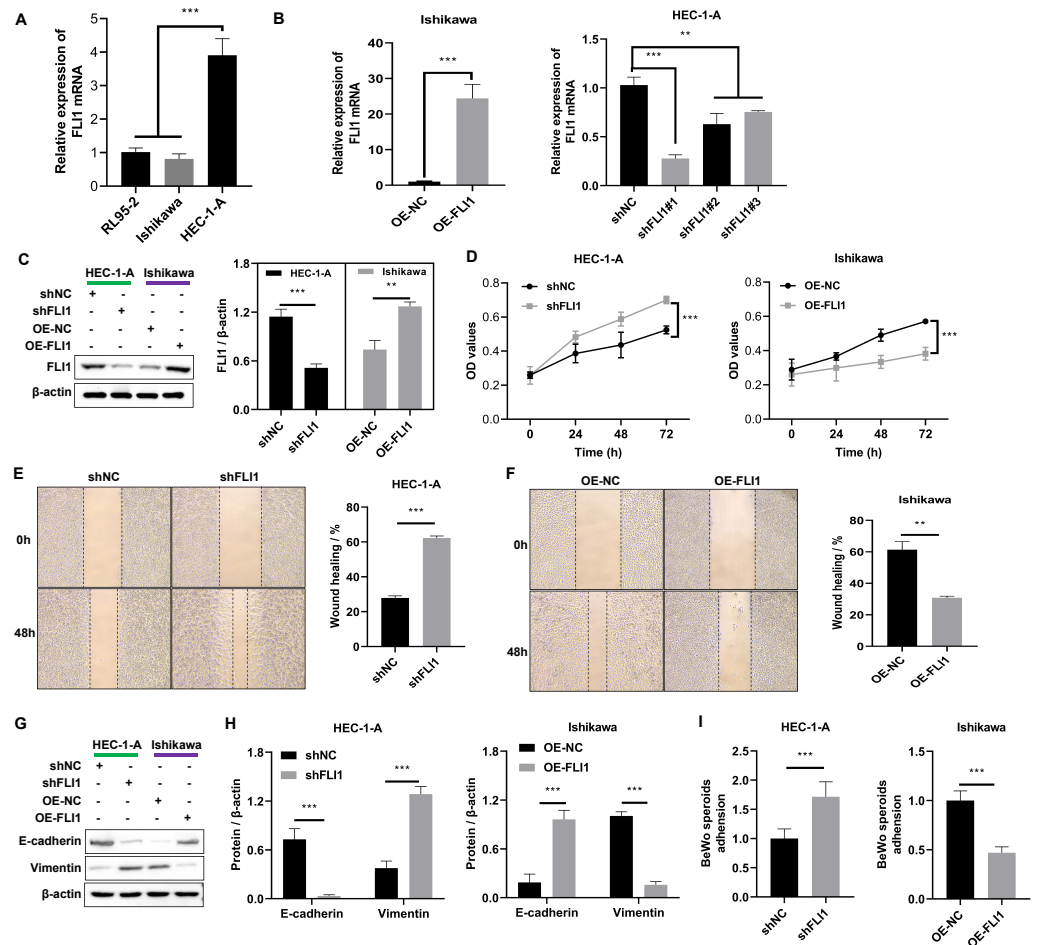 A
Relative expression of
FLI1 mRNA
5
4
3
2
1
0
***
RL95-2
Ishikawa
HEC-1-A
B
Ishikawa
Relative expression of
FLI1 mRNA
60
40
20
0
***
OE-NC
OE-FLI1
HEC-1-A
Relative expression of
FLI1 mRNA
1.5
1.0
0.5
0.0
**
***
shNC
shFLI1#1
shFLI1#2
shFLI1#3
C
HEC-1-A Ishikawa
shNC + - - -
shFLI1 - + - -
OE-NC - - + -
OE-FLI1 - - - +
FLI1
β-actin
FLI1 / β-actin
1.8
1.2
0.6
0.0
HEC-1-A
Ishikawa
***
**
shNC
shFLI1
OE-NC
OE-FLI1
D
HEC-1-A
OD values
0.8
0.6
0.4
0.2
0.0
shNC
shFLI1
***
0 24 48 72
Time (h)
Ishikawa
OD values
0.8
0.6
0.4
0.2
0.0
OE-NC
OE-FLI1
***
0 24 48 72
Time (h)
E
shNC shFLI1
0h
48h
HEC-1-A
Wound healing / %
80
60
40
20
0
***
shNC
shFLI1
F
OE-NC OE-FLI1
0h
48h
Ishikawa
Wound healing / %
80
60
40
20
0
**
OE-NC
OE-FLI1
G
HEC-1-A Ishikawa
shNC + - - -
shFLI1 - + - -
OE-NC - - + -
OE-FLI1 - - - +
E-cadherin
Vimentin
β-actin
H
HEC-1-A
Protein / β-actin
1.8
1.2
0.6
0.0
shNC
shFLI1
***
***
E-cadherin Vimentin
Ishikawa
Protein / β-actin
1.8
1.2
0.6
0.0
OE-NC
OE-FLI1
***
***
E-cadherin Vimentin
I
HEC-1-A
BeWo speroids
adhension
2.5
2.0
1.5
1.0
0.5
0.0
***
shNC
shFLI1
Ishikawa
BeWo speroids
adhension
1.5
1.0
0.5
0.0
***
OE-NC
OE-FLI1